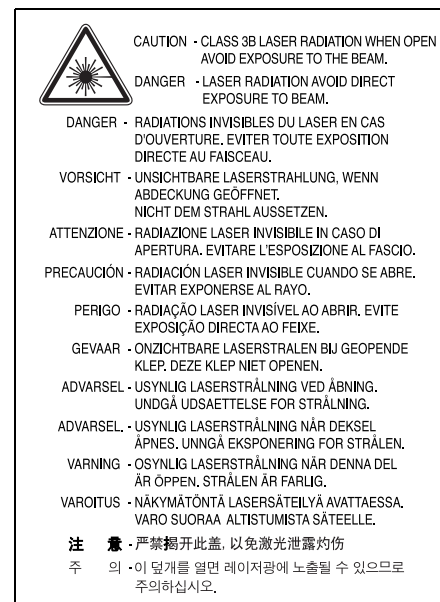 CAUTION - CLASS 3B LASER RADIATION WHEN OPEN
AVOID EXPOSURE TO THE BEAM.
DANGER - LASER RADIATION AVOID DIRECT
EXPOSURE TO BEAM.
DANGER - RADIATIONS INVISIBLES DU LASER EN CAS
D'OUVERTURE. EVITER TOUTE EXPOSITION
DIRECTE AU FAISCEAU.
VORSICHT - UNSICHTBARE LASERSTRAHLUNG, WENN
ABDECKUNG GEÖFFNET.
NICHT DEM STRAHL AUSSETZEN.
ATTENZIONE - RADIAZIONE LASER INVISIBILE IN CASO DI
APERTURA. EVITARE L'ESPOSIZIONE AL FASCIO.
PRECAUCIÓN - RADIACIÓN LASER INVISIBLE CUANDO SE ABRE.
EVITAR EXPONERSE AL RAYO.
PERIGO - RADIAÇÃO LASER INVISÍVEL AO ABRIR. EVITE
EXPOSIÇÃO DIRECTA AO FEIXE.
GEVAAR - ONZICHTBARE LASERSTRALEN BIJ GEOPENDE
KLEP. DEZE KLEP NIET OPENEN.
ADVARSEL - USYNLIG LASERSTRÅLNING VED ÅBNING.
UNDGÅ UDSAETTELSE FOR STRÅLNING.
ADVARSEL. - USYNLIG LASERSTRÅLNING NÅR DEKSEL
ÅPNES. UNNGÅ EKSPONERING FOR STRÅLEN.
VARNING - OSYNLIG LASERSTRÅLNING NÄR DENNA DEL
ÄR ÖPPEN. STRÅLEN ÄR FARLIG.
VAROITUS - NÄKYMÄTÖNTÄ LASERSÄTEILYÄ AVATTAESSA.
VARO SUORAA ALTISTUMISTA SÄTEELLE.
注 意 - 严禁揭开此盖, 以免激光泄露灼伤
주 의 - 이 덮개를 열면 레이저광에 노출될 수 있으므로
주의하십시오.